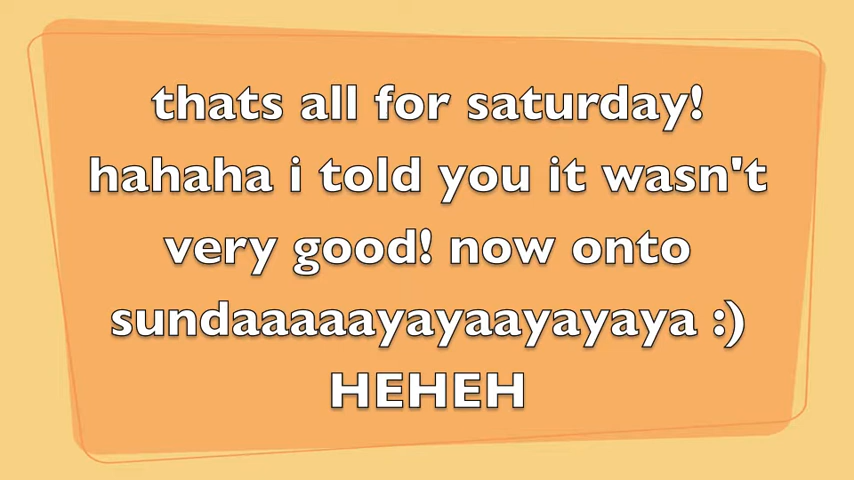 thats all for saturday!
hahaha i told you it wasn't
very good! now onto
sundaaaaayayaayayaya :)
HEHEH